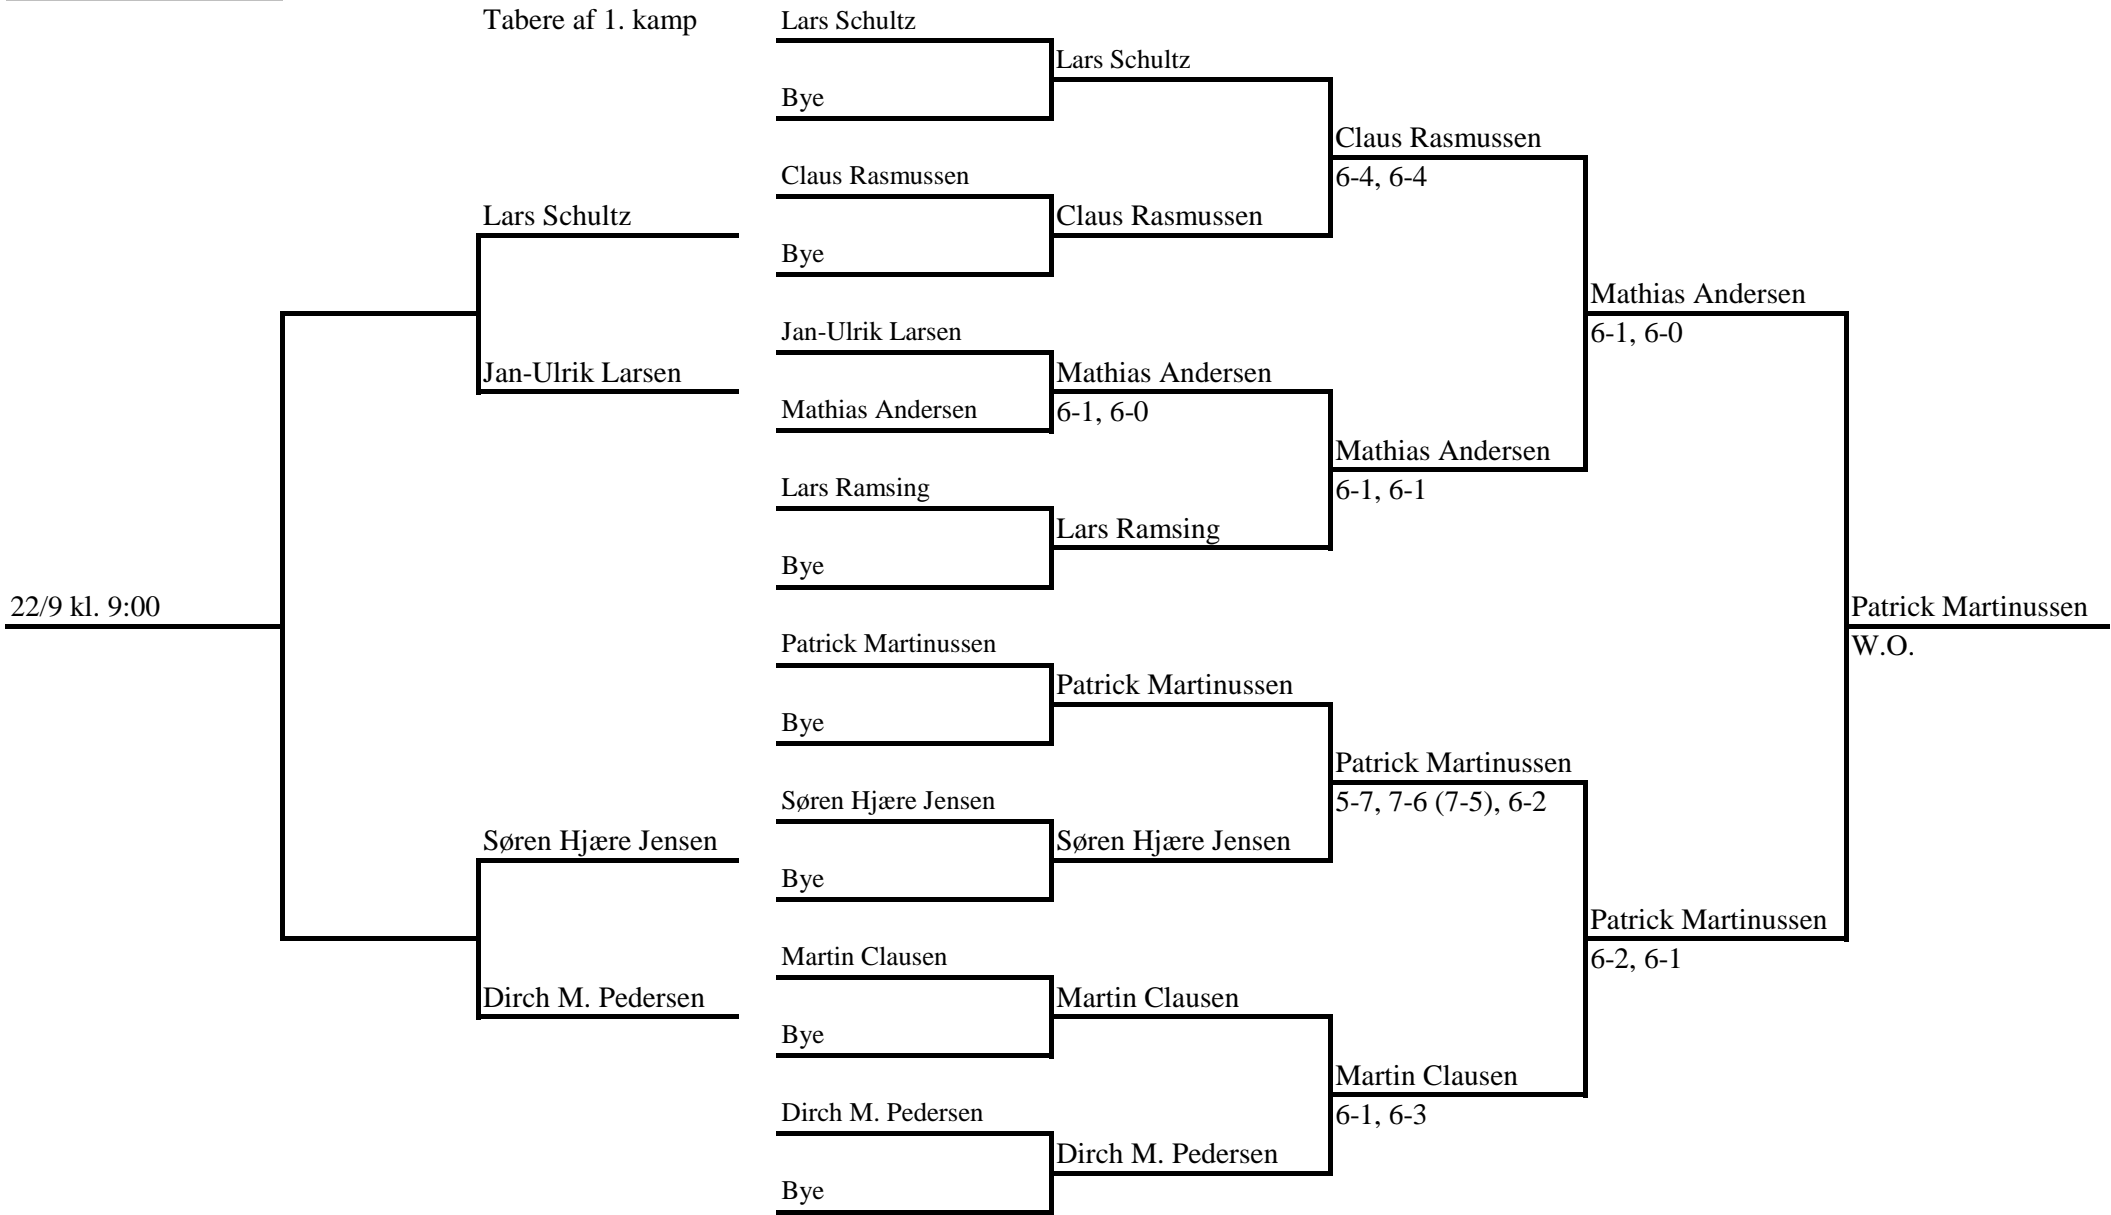 Tabere af 1. kamp
Lars Schultz
Jan-Ulrik Larsen
22/9 kl. 9:00
Søren Hjære Jensen
Dirch M. Pedersen
Lars Schultz
Bye
Claus Rasmussen
Bye
Jan-Ulrik Larsen
Mathias Andersen
Lars Ramsing
Bye
Patrick Martinussen
Bye
Søren Hjære Jensen
Bye
Martin Clausen
Bye
Dirch M. Pedersen
Bye
Lars Schultz
Claus Rasmussen
Mathias Andersen
6-1, 6-0
Lars Ramsing
Patrick Martinussen
Søren Hjære Jensen
Martin Clausen
Dirch M. Pedersen
Claus Rasmussen
6-4, 6-4
Mathias Andersen
6-1, 6-1
Patrick Martinussen
5-7, 7-6 (7-5), 6-2
Martin Clausen
6-1, 6-3
Mathias Andersen
6-1, 6-0
Patrick Martinussen
6-2, 6-1
Patrick Martinussen
W.O.